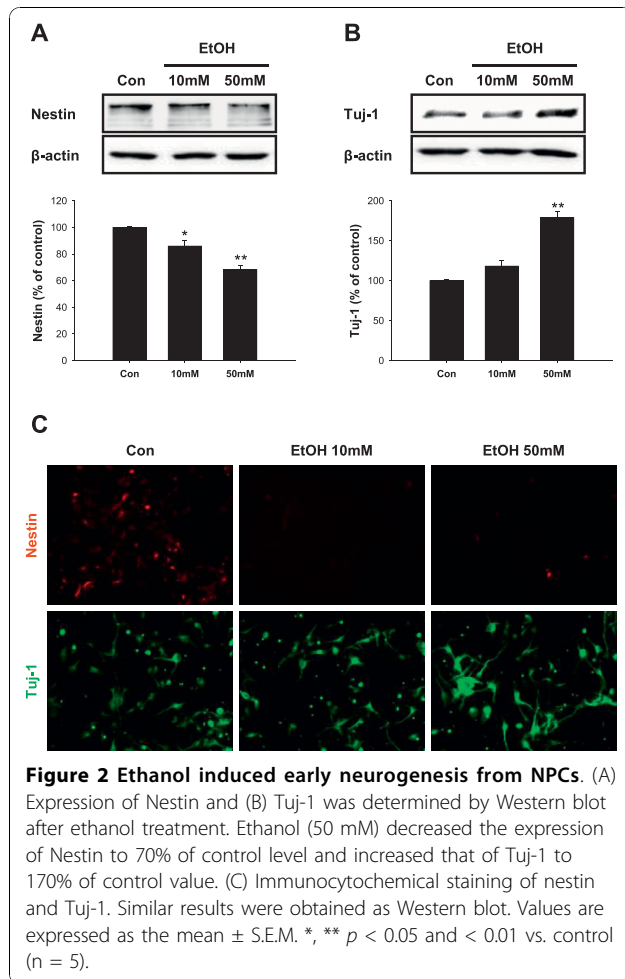 A
EtOH
Con 10mM 50mM
Nestin
β-actin
120
100
80
60
40
20
0
Nestin (% of control)
*
**
Con 10mM 50mM
B
EtOH
Con 10mM 50mM
Tuj-1
β-actin
200
150
100
50
0
Tuj-1 (% of control)
**
Con 10mM 50mM
C
Con EtOH 10mM EtOH 50mM
Nestin
Tuj-1
Figure 2 Ethanol induced early neurogenesis from NPCs. (A)
Expression of Nestin and (B) Tuj-1 was determined by Western blot
after ethanol treatment. Ethanol (50 mM) decreased the expression
of Nestin to 70% of control level and increased that of Tuj-1 to
170% of control value. (C) Immunocytochemical staining of nestin
and Tuj-1. Similar results were obtained as Western blot. Values are
expressed as the mean ± S.E.M. *, ** p < 0.05 and < 0.01 vs. control
(n = 5).